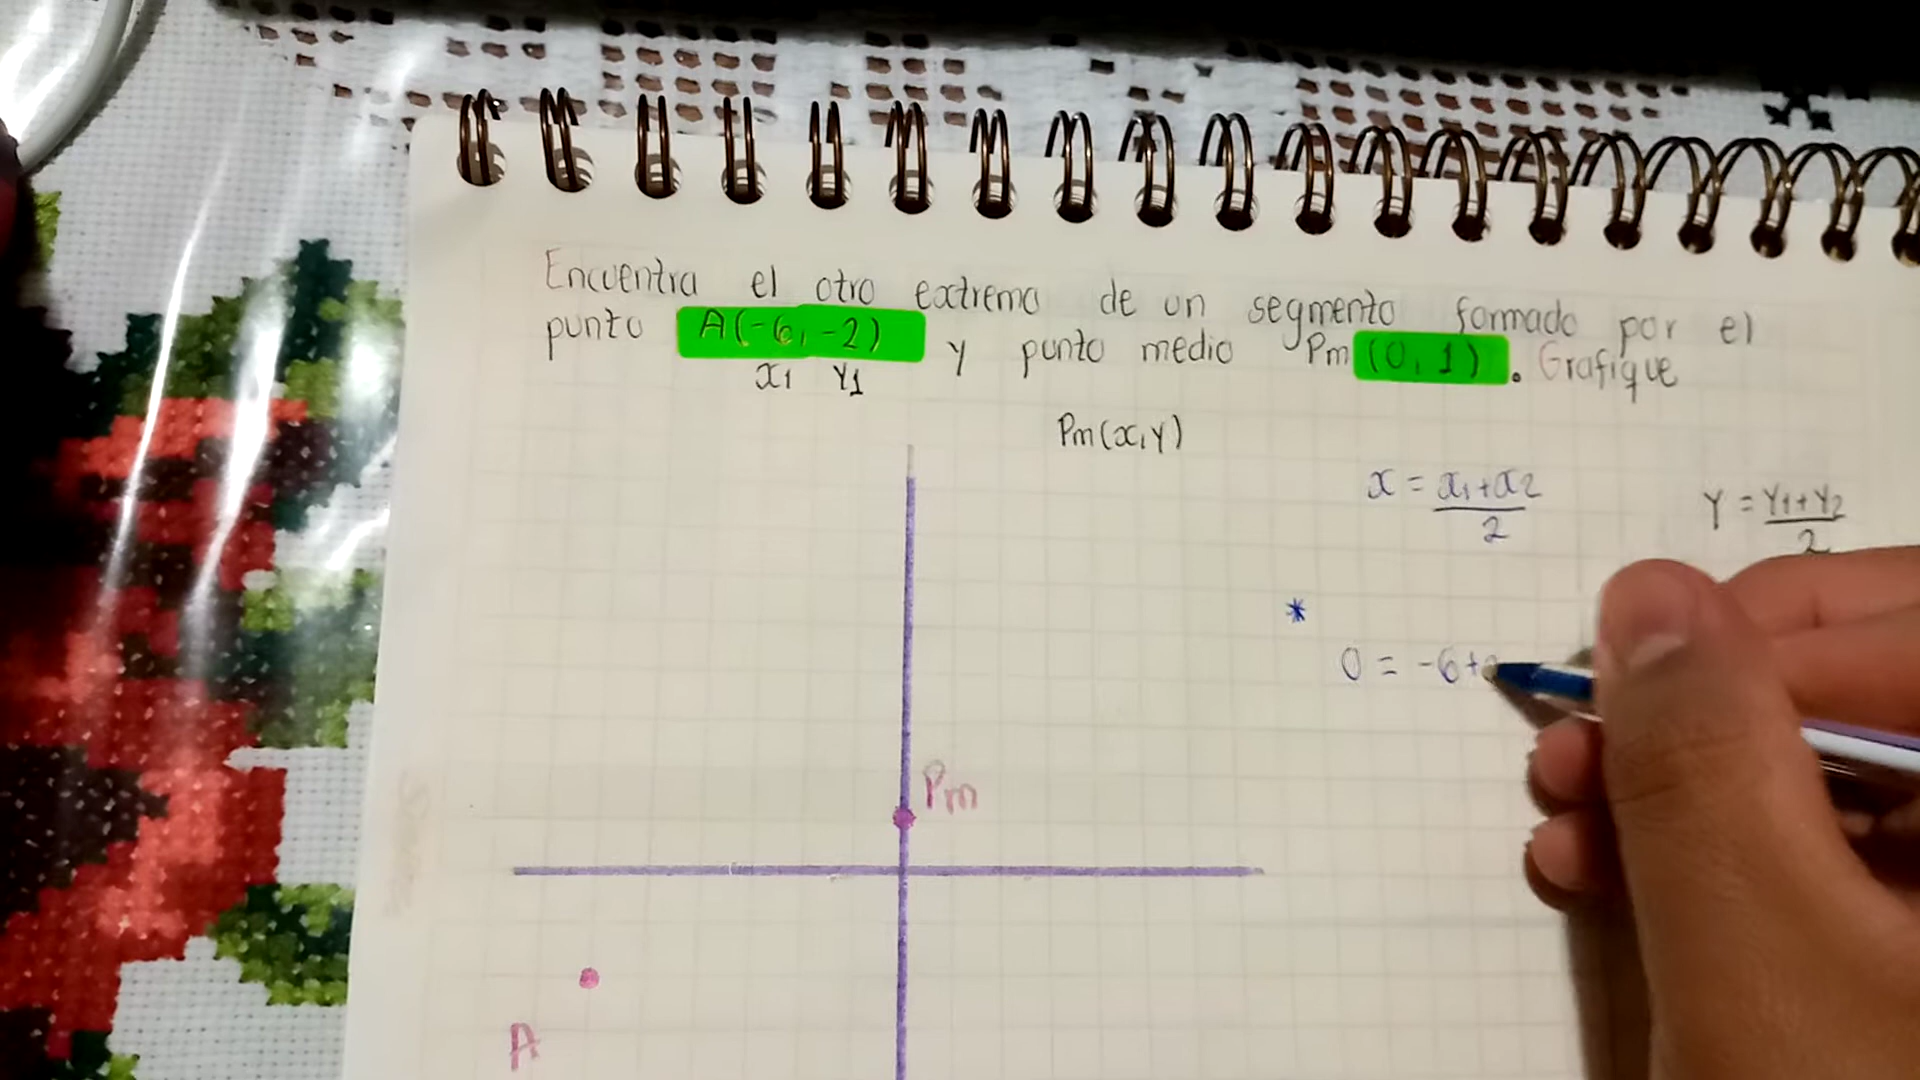 Encuentra el otro extremo de un segmento formado por el
punto A(-6, -2) y punto medio Pm (0, 1). Grafique
x1 Y1
Pm(x,y)
x = x1+x2 / 2
Y = Y1+Y2 / 2
*
0 = -6+
Pm
A